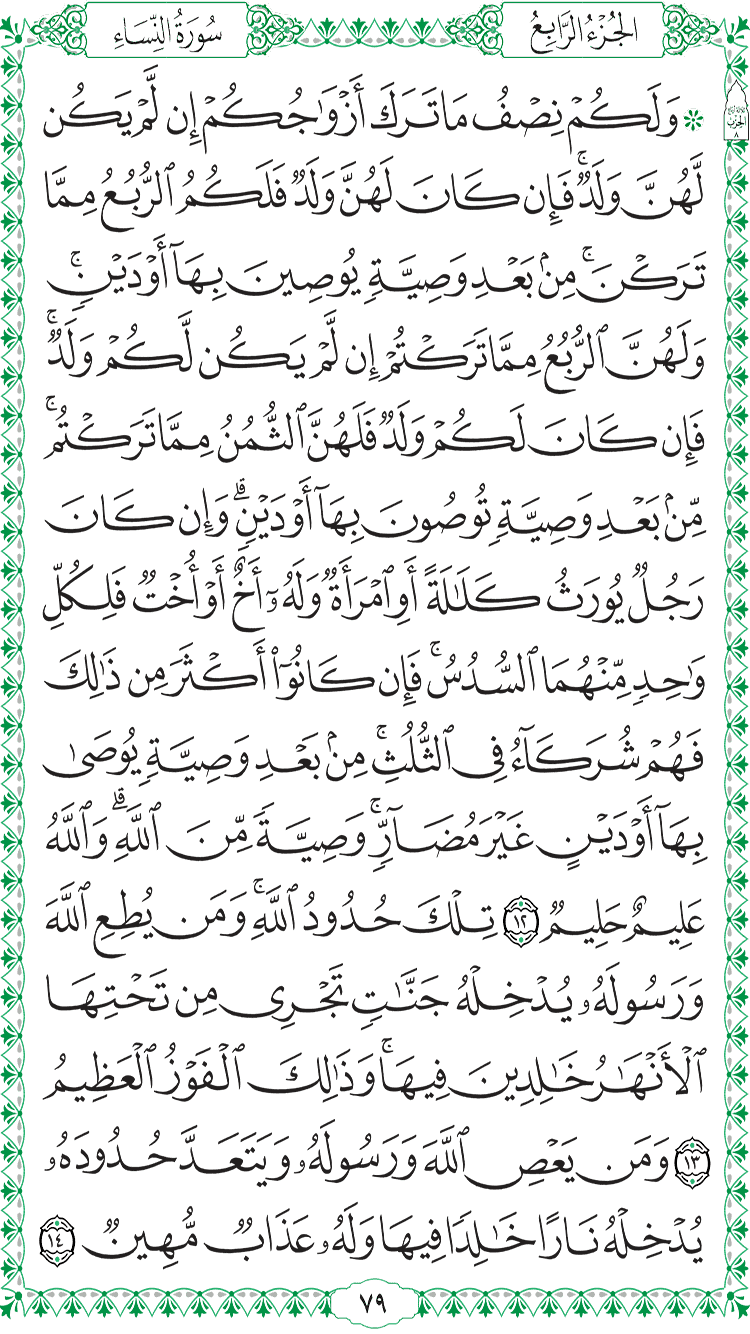 الجُزْءُ الرَّابِعُ
سُورَةُ النِّسَاءِ
الحزب
٨
۞ وَلَكُمْ نِصْفُ مَا تَرَكَ أَزْوَٰجُكُمْ إِن لَّمْ يَكُن
لَّهُنَّ وَلَدٌۚ فَإِن كَانَ لَهُنَّ وَلَدٌ فَلَكُمُ ٱلرُّبُعُ مِمَّا
تَرَكْنَۚ مِنۢ بَعْدِ وَصِيَّةٍ يُوصِينَ بِهَآ أَوْ دَيْنٍۚ
وَلَهُنَّ ٱلرُّبُعُ مِمَّا تَرَكْتُمْ إِن لَّمْ يَكُن لَّكُمْ وَلَدٌۚ
فَإِن كَانَ لَكُمْ وَلَدٌ فَلَهُنَّ ٱلثُّمُنُ مِمَّا تَرَكْتُمۚ
مِّنۢ بَعْدِ وَصِيَّةٍ تُوصُونَ بِهَآ أَوْ دَيْنٍۗ وَإِن كَانَ
رَجُلٌ يُورَثُ كَلَٰلَةً أَوِ ٱمْرَأَةٌ وَلَهُۥٓ أَخٌ أَوْ أُخْتٌ فَلِكُلِّ
وَٰحِدٍ مِّنْهُمَا ٱلسُّدُسُۚ فَإِن كَانُوٓا۟ أَكْثَرَ مِن ذَٰلِكَ
فَهُمْ شُرَكَآءُ فِى ٱلثُّلُثِۚ مِنۢ بَعْدِ وَصِيَّةٍ يُوصَىٰ
بِهَآ أَوْ دَيْنٍ غَيْرَ مُضَآرٍّۚ وَصِيَّةً مِّنَ ٱللَّهِۗ وَٱللَّهُ
عَلِيمٌ حَلِيمٌ ١٢ تِلْكَ حُدُودُ ٱللَّهِۚ وَمَن يُطِعِ ٱللَّهَ
وَرَسُولَهُۥ يُدْخِلْهُ جَنَّٰتٍ تَجْرِى مِن تَحْتِهَا
ٱلْأَنْهَٰرُ خَٰلِدِينَ فِيهَاۚ وَذَٰلِكَ ٱلْفَوْزُ ٱلْعَظِيمُ
١٣ وَمَن يَعْصِ ٱللَّهَ وَرَسُولَهُۥ وَيَتَعَدَّ حُدُودَهُۥ
يُدْخِلْهُ نَارًا خَٰلِدًا فِيهَا وَلَهُۥ عَذَابٌ مُّهِينٌ ١٤
٧٩